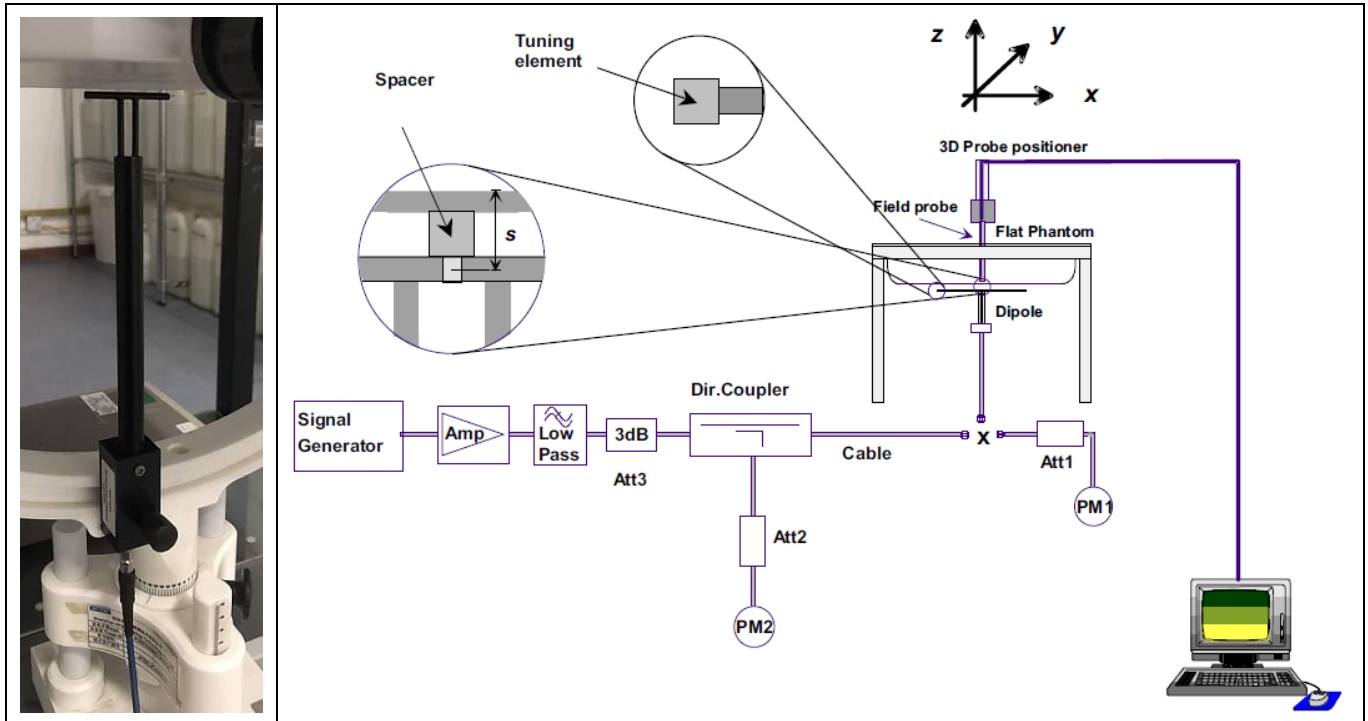 Tuning
element
Spacer
s
z
y
x
3D Probe positioner
Field probe
Flat Phantom
Dipole
Dir.Coupler
Signal
Generator
Amp
Low
Pass
3dB
Att3
Cable
X
Att1
PM1
Att2
PM2